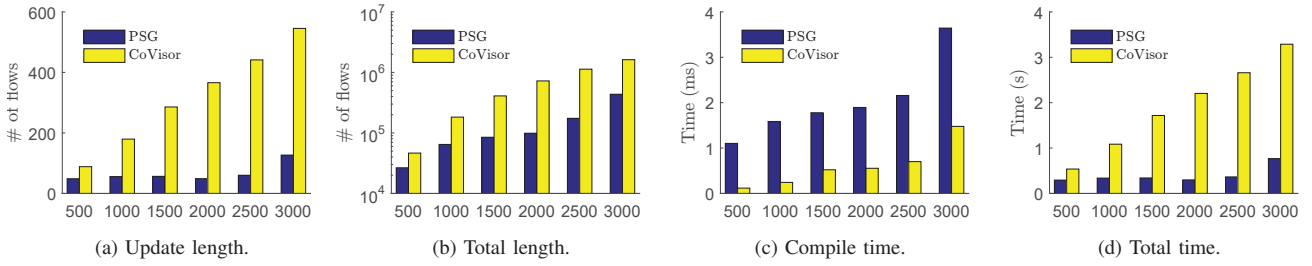 600
400
200
0
# of flows
PSG
CoVisor
500 1000 1500 2000 2500 3000
(a) Update length.
10^7
10^6
10^5
10^4
# of flows
PSG
CoVisor
500 1000 1500 2000 2500 3000
(b) Total length.
4
3
2
1
0
Time (ms)
PSG
CoVisor
500 1000 1500 2000 2500 3000
(c) Compile time.
4
3
2
1
0
Time (s)
PSG
CoVisor
500 1000 1500 2000 2500 3000
(d) Total time.